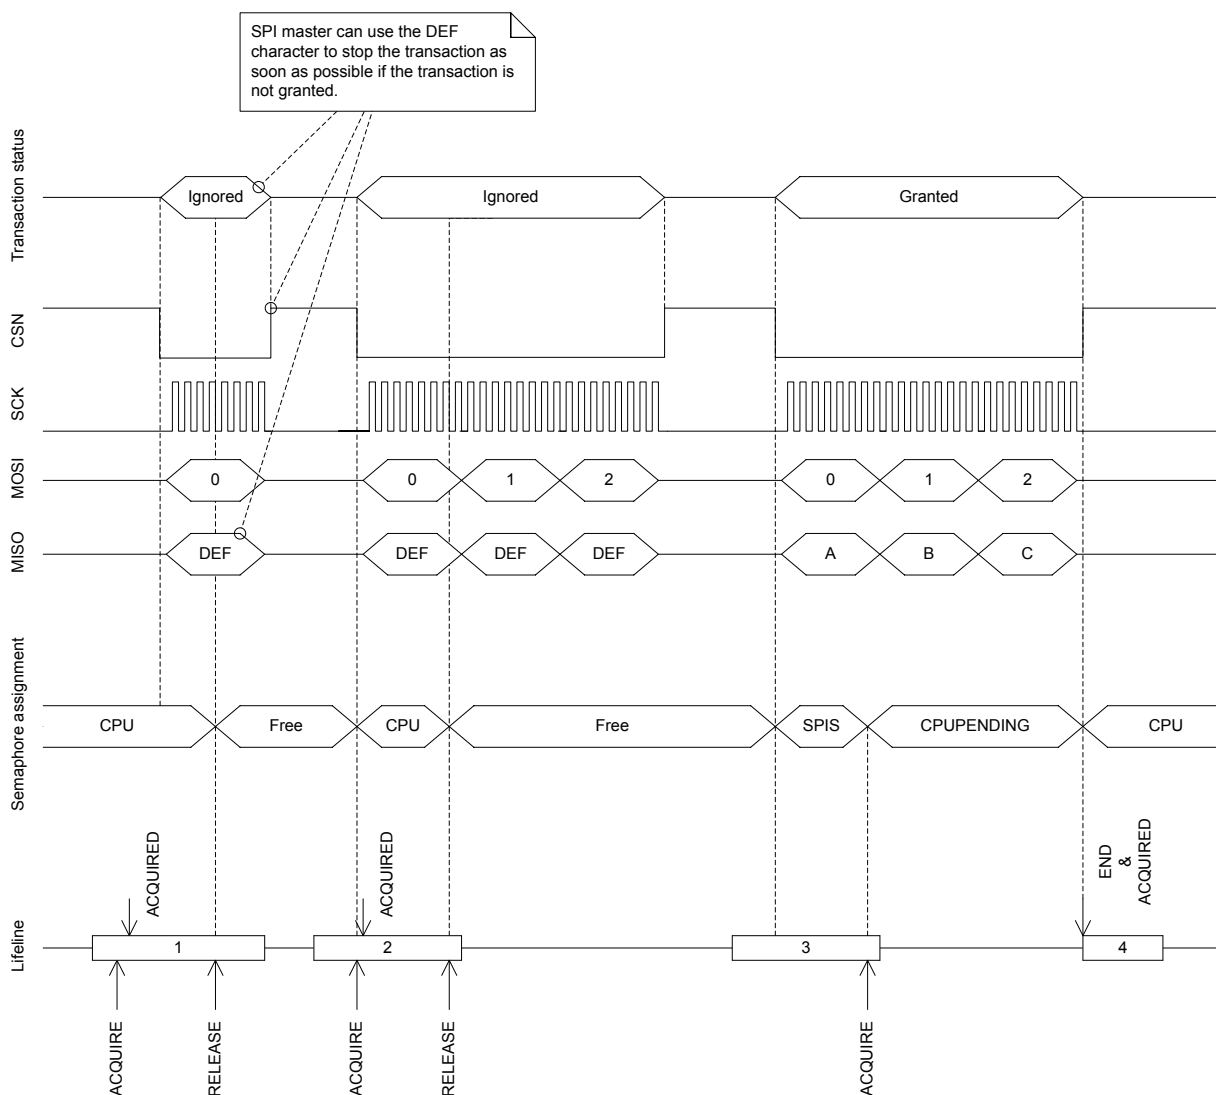 SPI master can use the DEF
character to stop the transaction as
soon as possible if the transaction is
not granted.
Transaction status
Ignored
Ignored
Granted
CSN
SCK
MOSI
0
0
1
2
0
1
2
MISO
DEF
DEF
DEF
DEF
A
B
C
Semaphore assignment
CPU
Free
CPU
Free
SPIS
CPUPENDING
CPU
ACQUIRED
ACQUIRED
END
&
ACQUIRED
Lifeline
1
2
3
4
ACQUIRE
RELEASE
ACQUIRE
RELEASE
ACQUIRE